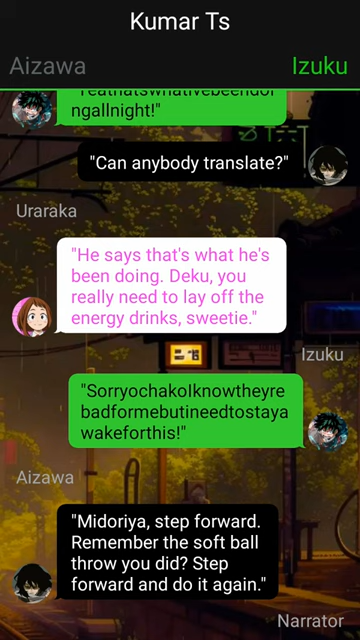 Kumar Ts
Aizawa
Izuku
"Yeathatswhativebeendoi
ngallnight!"
"Can anybody translate?"
Uraraka
"He says that's what he's
been doing. Deku, you
really need to lay off the
energy drinks, sweetie."
Izuku
"SorryochakoIknowtheyre
badformebutineedtostaya
wakeforthis!"
Aizawa
"Midoriya, step forward.
Remember the soft ball
throw you did? Step
forward and do it again."
Narrator